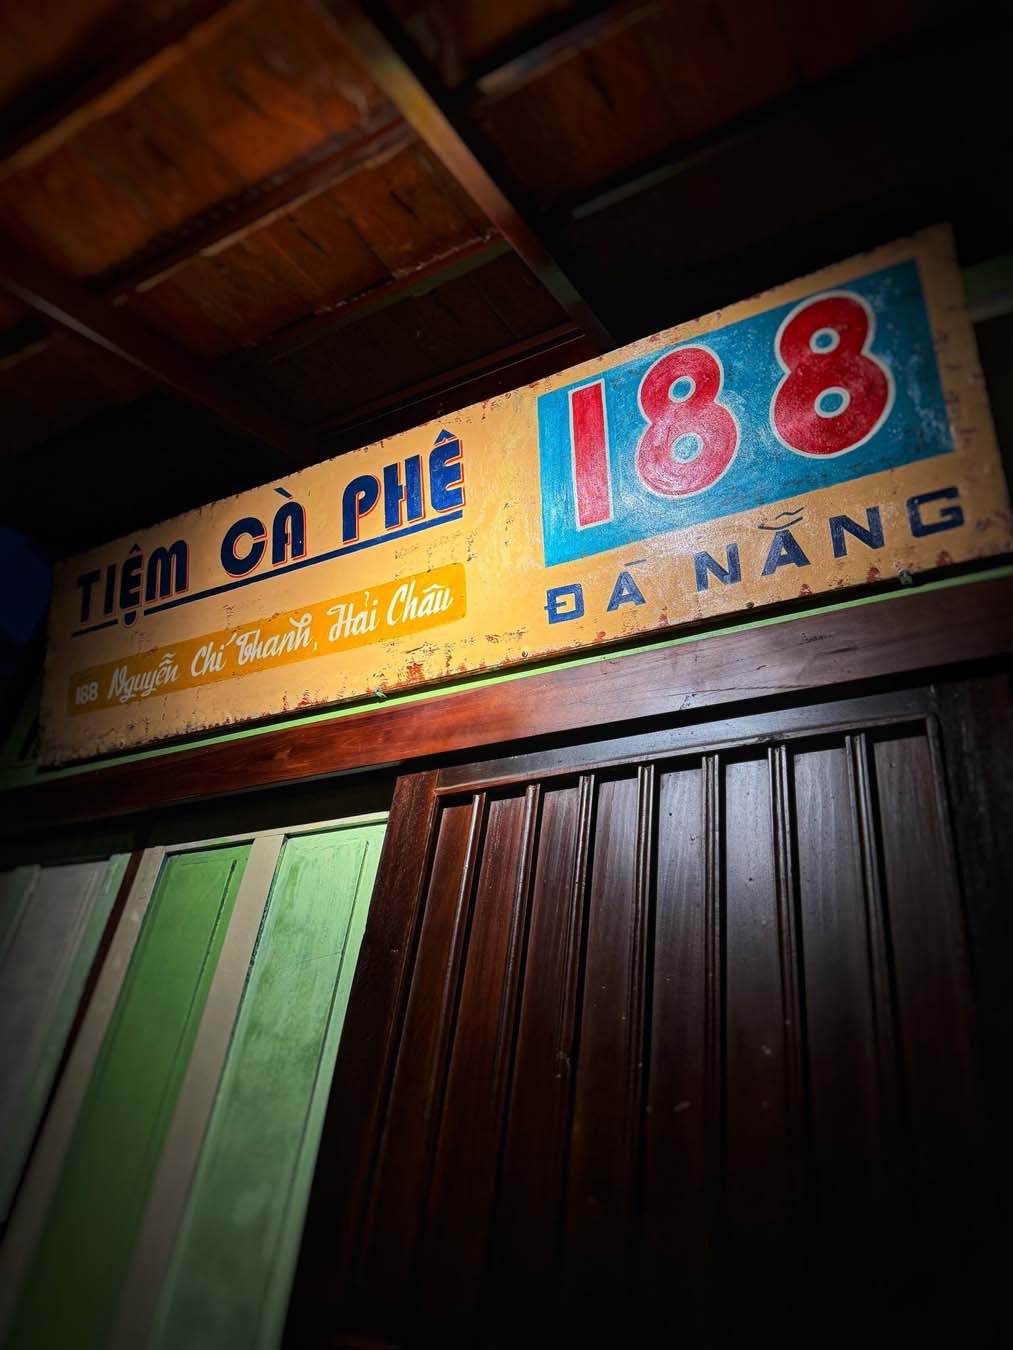 TIỆM CÀ PHÊ
188 Nguyễn Chí Thanh, Hải Châu
188
ĐÀ NẴNG